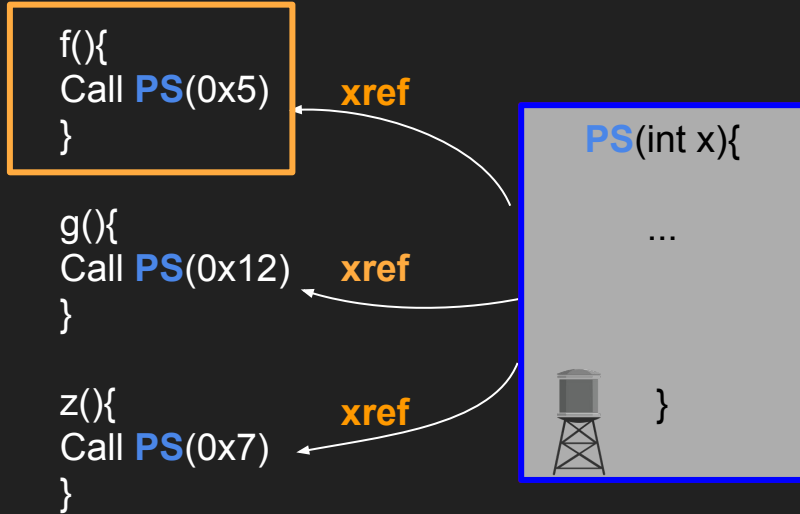 f(){
Call PS(0x5)
}
xref
PS(int x){
...
}
g(){
Call PS(0x12)
}
xref
z(){
Call PS(0x7)
}
xref